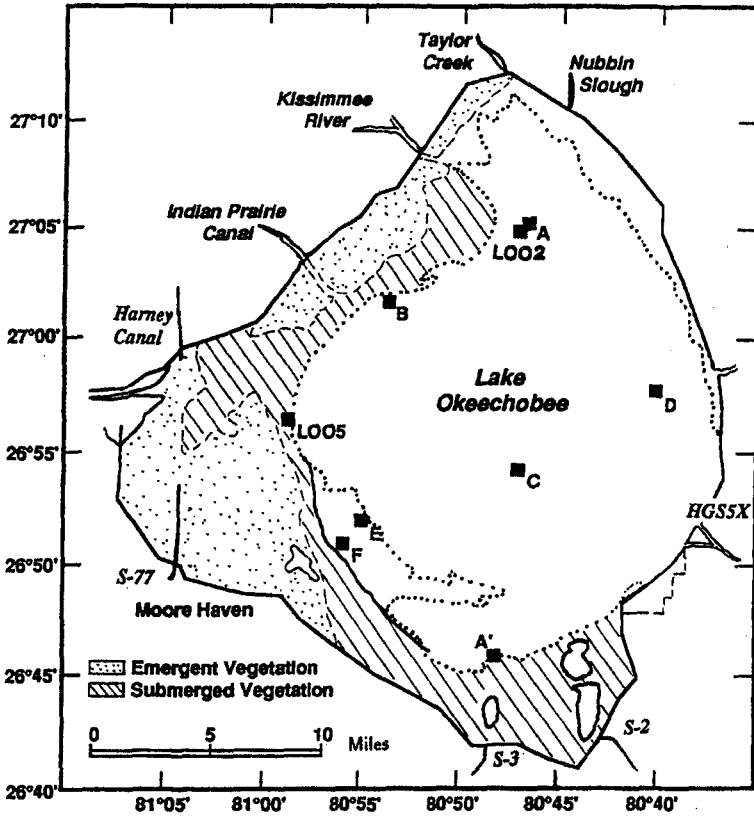 Taylor
Creek
Nubbin
Slough
Kissimmee
River
27°10'
Indian Prairie
Canal
27°05'
A
LOO2
Harney
Canal
B
27°00'
Lake
Okeechobee
D
LOO5
26°55'
C
HGS5X
E
F
26°50'
S-77
Moore Haven
A'
Emergent Vegetation
26°45'
Submerged Vegetation
S-2
0 5 10
Miles
S-3
26°40'
81°05' 81°00' 80°55' 80°50' 80°45' 80°40'